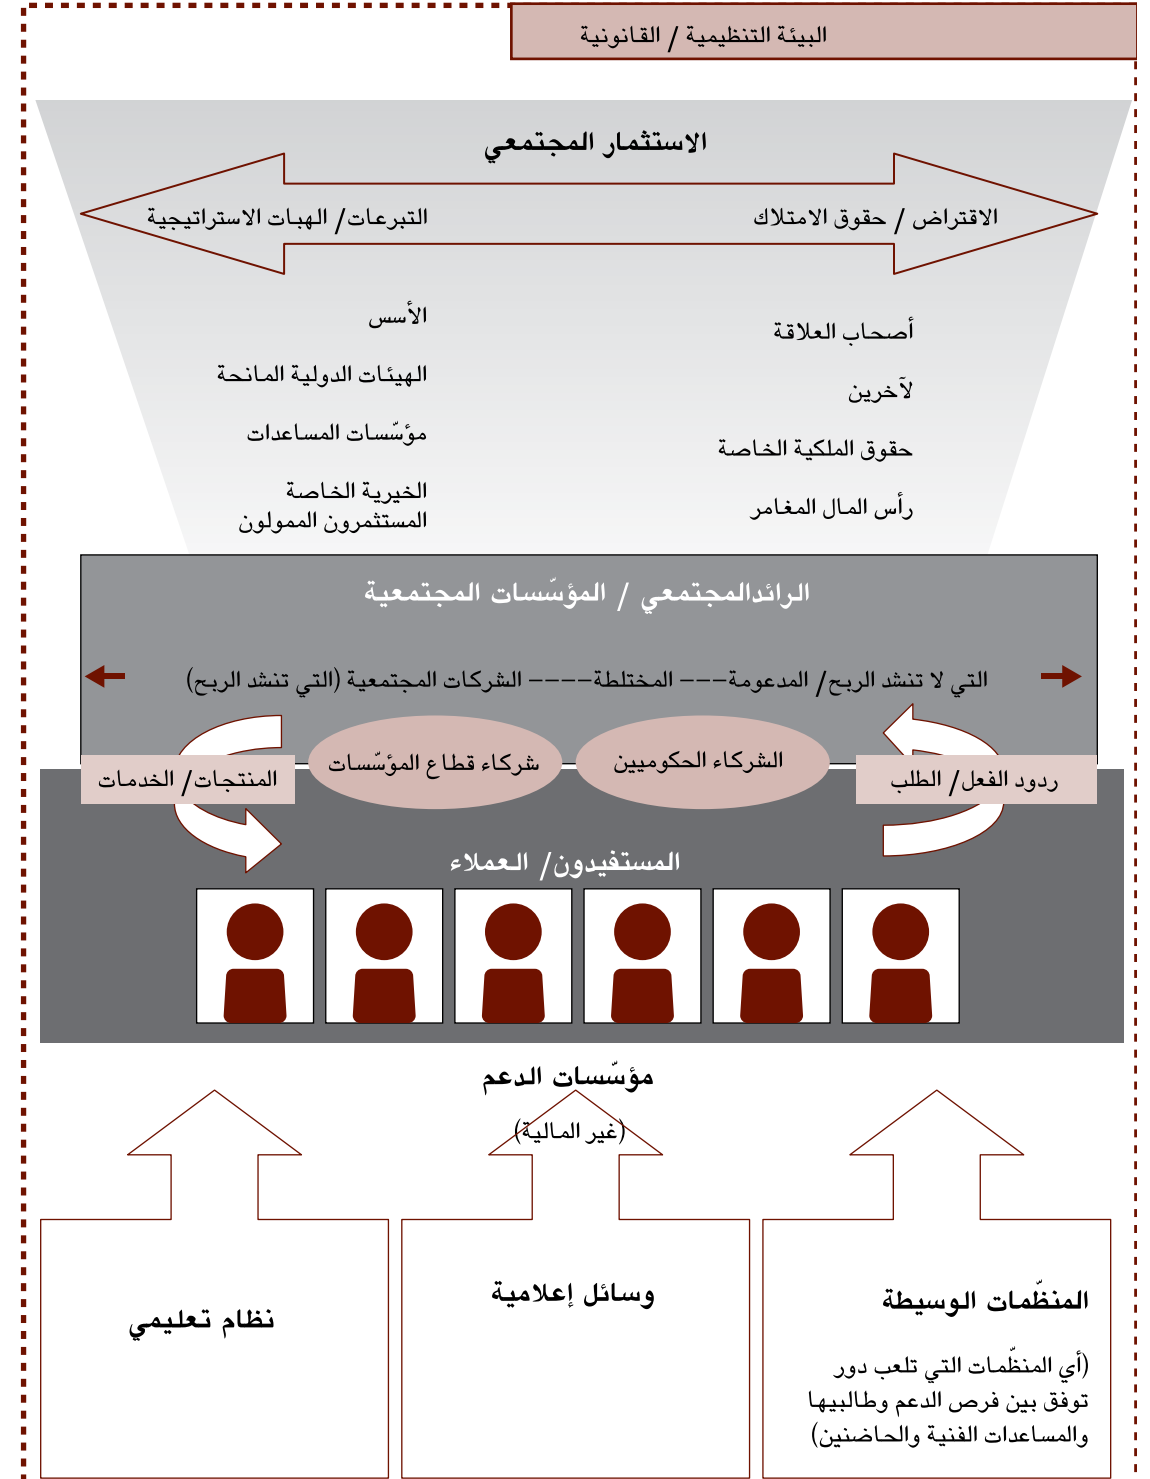 البيئة التنظيمية / القانونية
الاستثمار المجتمعي
الاقتراض / حقوق الامتلاك
التبرعات/ الهبات الاستراتيجية
أصحاب العلاقة
لآخرين
حقوق الملكية الخاصة
رأس المال المغامر
الأسس
الهيئات الدولية المانحة
مؤسّسات المساعدات
الخيرية الخاصة
المستثمرون الممولون
الرائدالمجتمعي / المؤسّسات المجتمعية
التي لا تنشد الربح/ المدعومة--- المختلطة---- الشركات المجتمعية (التي تنشد الربح)
ردود الفعل/ الطلب
الشركاء الحكوميين
شركاء قطاع المؤسّسات
المنتجات/ الخدمات
المستفيدون/ العملاء
مؤسّسات الدعم
(غير المالية)
المنظّمات الوسيطة
(أي المنظّمات التي تلعب دور
توفق بين فرص الدعم وطالبيها
والمساعدات الفنية والحاضنين)
وسائل إعلامية
نظام تعليمي